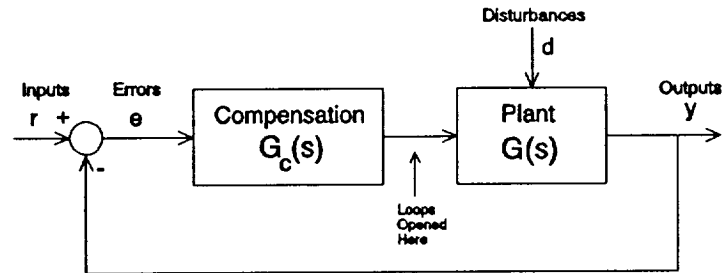 Disturbances
d
Inputs
r +
Errors
e
-
Compensation
G_c(s)
Loops
Opened
Here
Plant
G(s)
Outputs
y